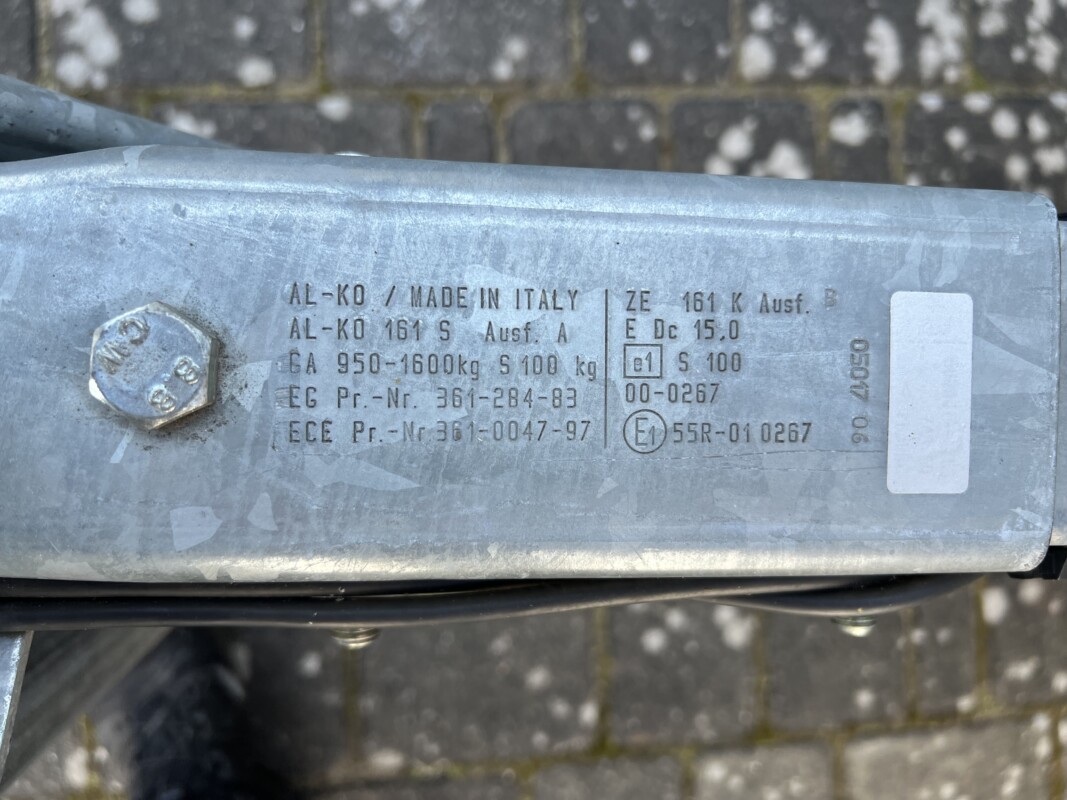 AL-KO / MADE IN ITALY
AL-KO 161 S Ausf. A
GA 950-1600kg S 100 kg
EG Pr.-Nr. 361-284-83
ECE Pr.-Nr 361-0047-97
ZE 161 K Ausf. B
E Dc 15,0
e1 S 100
00-0267
E1 55R-01 0267
05017 06
8.8